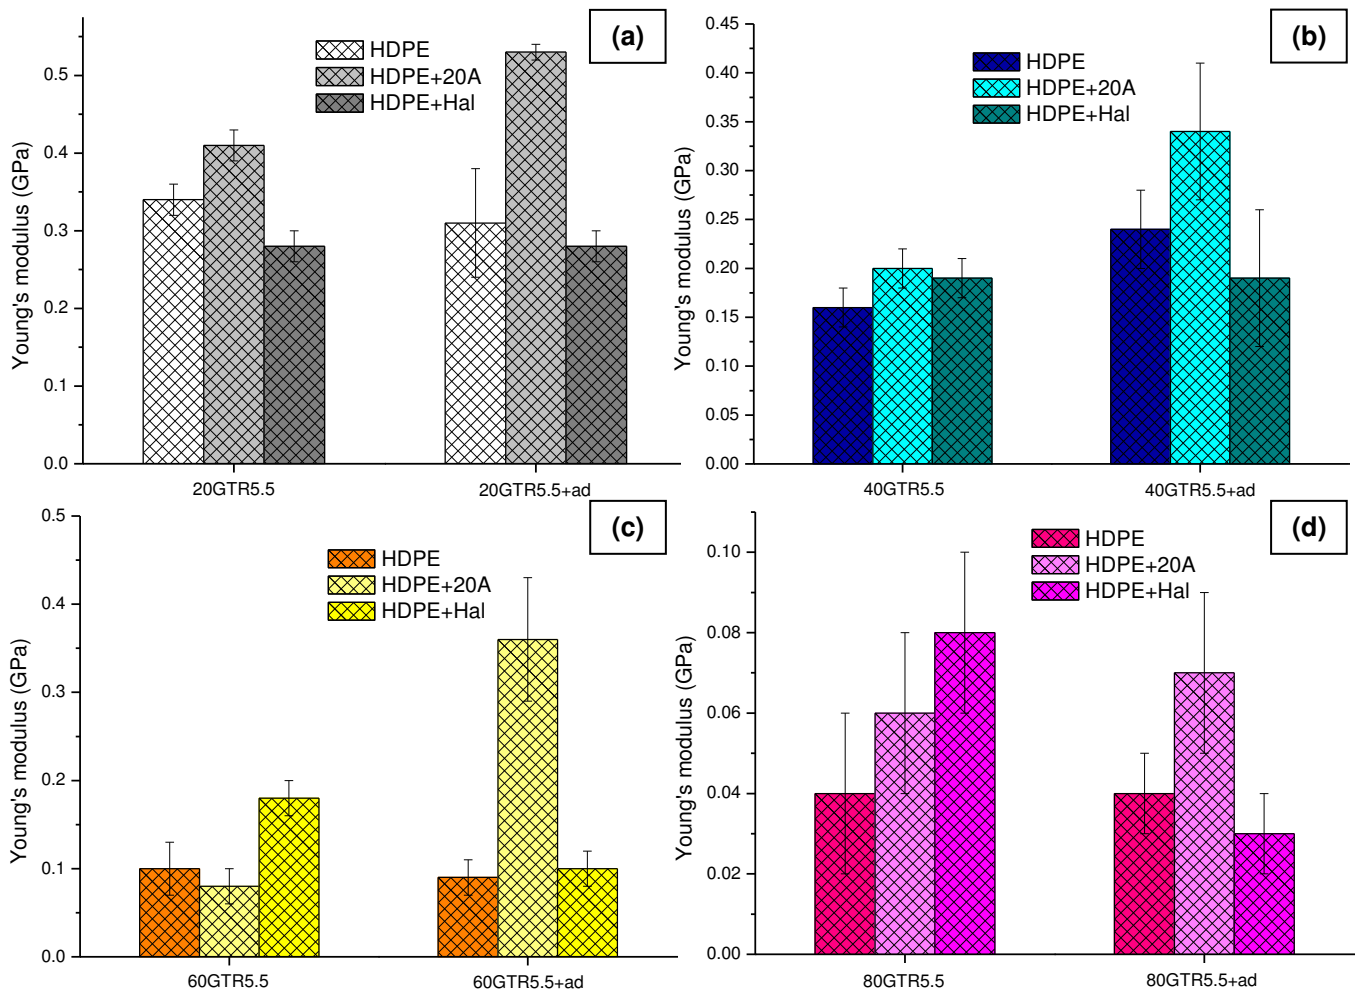 (a)
HDPE
HDPE+20A
HDPE+Hal
Young's modulus (GPa)
0.5
0.4
0.3
0.2
0.1
0.0
20GTR5.5
20GTR5.5+ad
(b)
HDPE
HDPE+20A
HDPE+Hal
Young's modulus (GPa)
0.45
0.40
0.35
0.30
0.25
0.20
0.15
0.10
0.05
0.00
40GTR5.5
40GTR5.5+ad
(c)
HDPE
HDPE+20A
HDPE+Hal
Young's modulus (GPa)
0.5
0.4
0.3
0.2
0.1
0.0
60GTR5.5
60GTR5.5+ad
(d)
HDPE
HDPE+20A
HDPE+Hal
Young's modulus (GPa)
0.10
0.08
0.06
0.04
0.02
0.00
80GTR5.5
80GTR5.5+ad